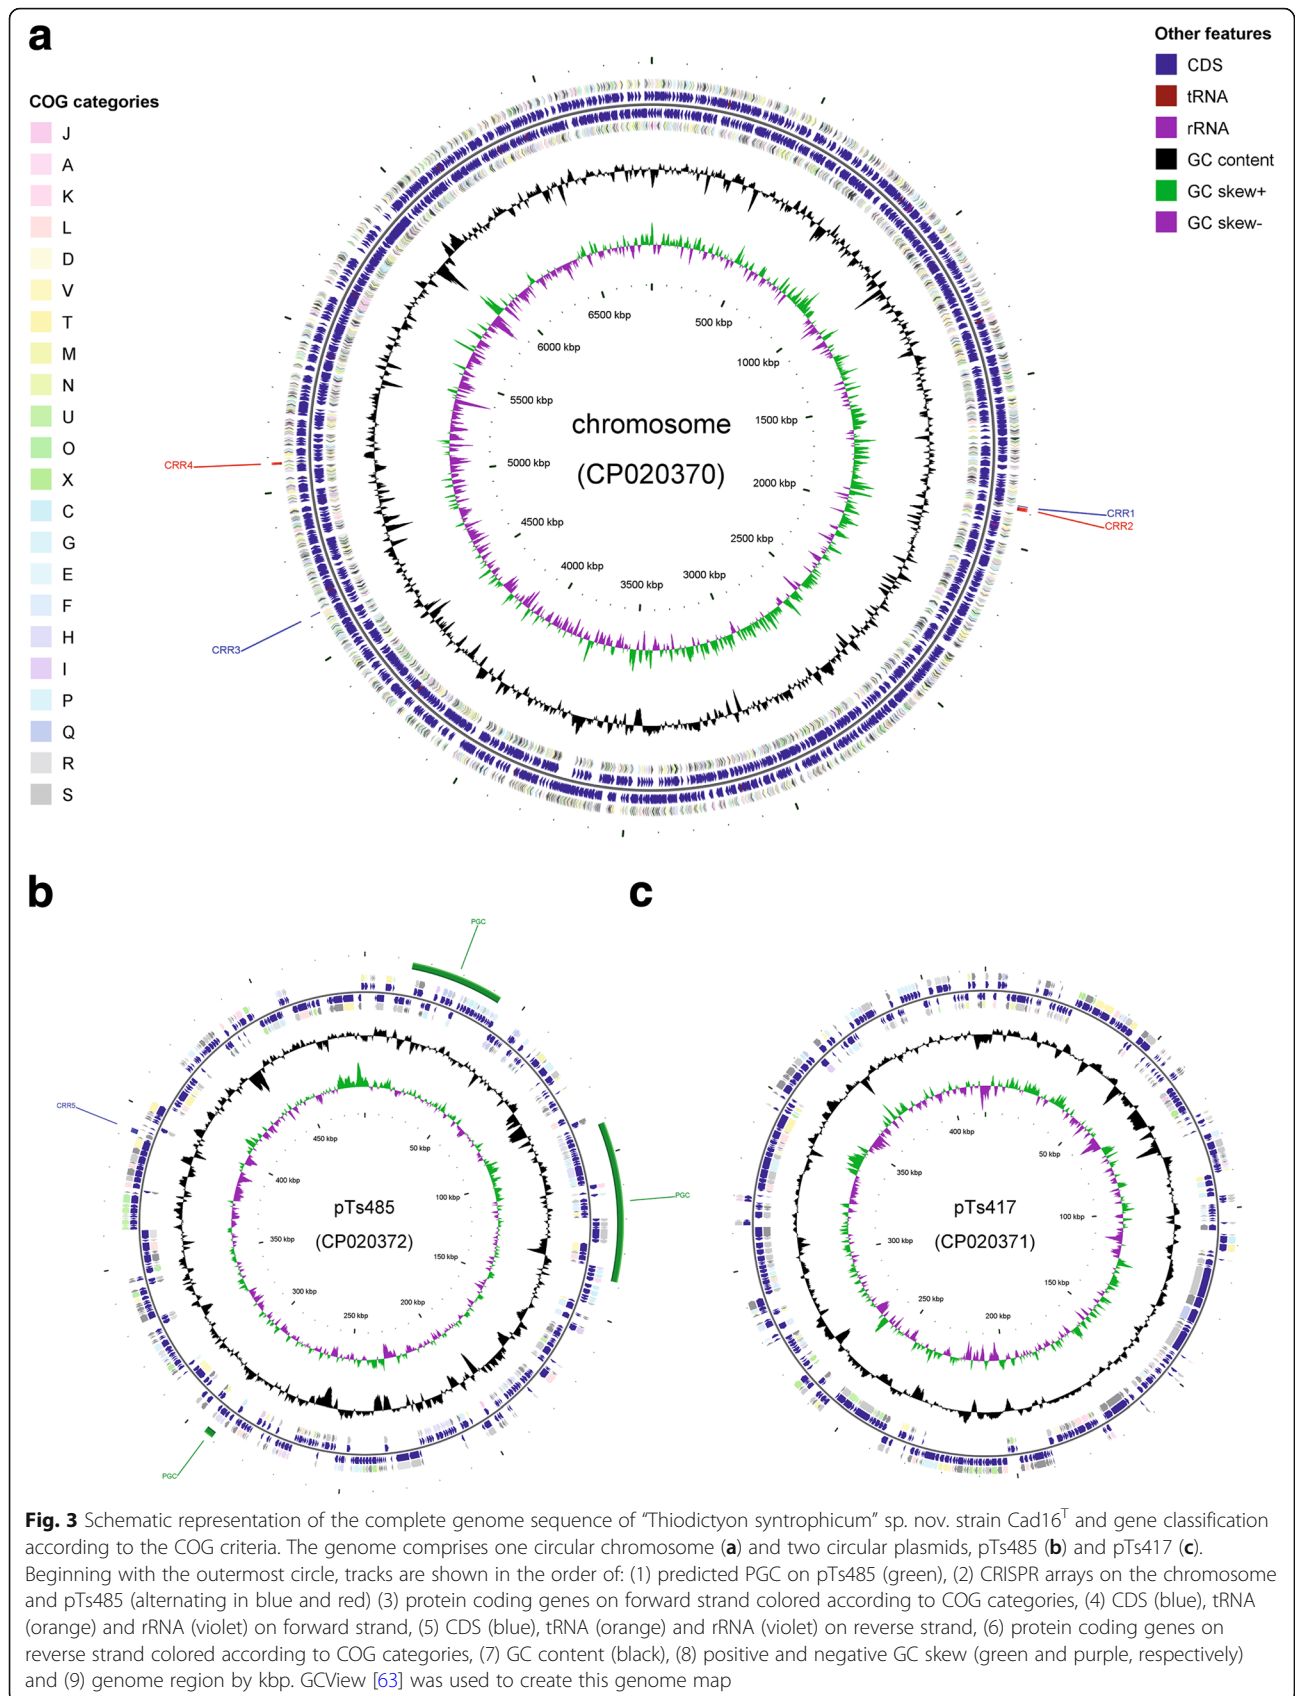 a
Other features
CDS
tRNA
rRNA
GC content
GC skew+
GC skew-
COG categories
J
A
K
L
D
V
T
M
N
U
O
X
C
G
E
F
H
I
P
Q
R
S
6500 kbp
500 kbp
6000 kbp
1000 kbp
5500 kbp
1500 kbp
chromosome
(CP020370)
5000 kbp
2000 kbp
4500 kbp
2500 kbp
4000 kbp
3000 kbp
3500 kbp
CRR4
CRR1
CRR2
CRR3
b
PGC
CRR5
450 kbp
50 kbp
400 kbp
100 kbp
pTs485
(CP020372)
350 kbp
150 kbp
300 kbp
200 kbp
250 kbp
PGC
PGC
c
400 kbp
50 kbp
350 kbp
100 kbp
pTs417
(CP020371)
300 kbp
150 kbp
250 kbp
200 kbp
Fig. 3 Schematic representation of the complete genome sequence of "Thiodictyon syntrophicum" sp. nov. strain Cad16T and gene classification
according to the COG criteria. The genome comprises one circular chromosome (a) and two circular plasmids, pTs485 (b) and pTs417 (c).
Beginning with the outermost circle, tracks are shown in the order of: (1) predicted PGC on pTs485 (green), (2) CRISPR arrays on the chromosome
and pTs485 (alternating in blue and red) (3) protein coding genes on forward strand colored according to COG categories, (4) CDS (blue), tRNA
(orange) and rRNA (violet) on forward strand, (5) CDS (blue), tRNA (orange) and rRNA (violet) on reverse strand, (6) protein coding genes on
reverse strand colored according to COG categories, (7) GC content (black), (8) positive and negative GC skew (green and purple, respectively)
and (9) genome region by kbp. GCView [63] was used to create this genome map